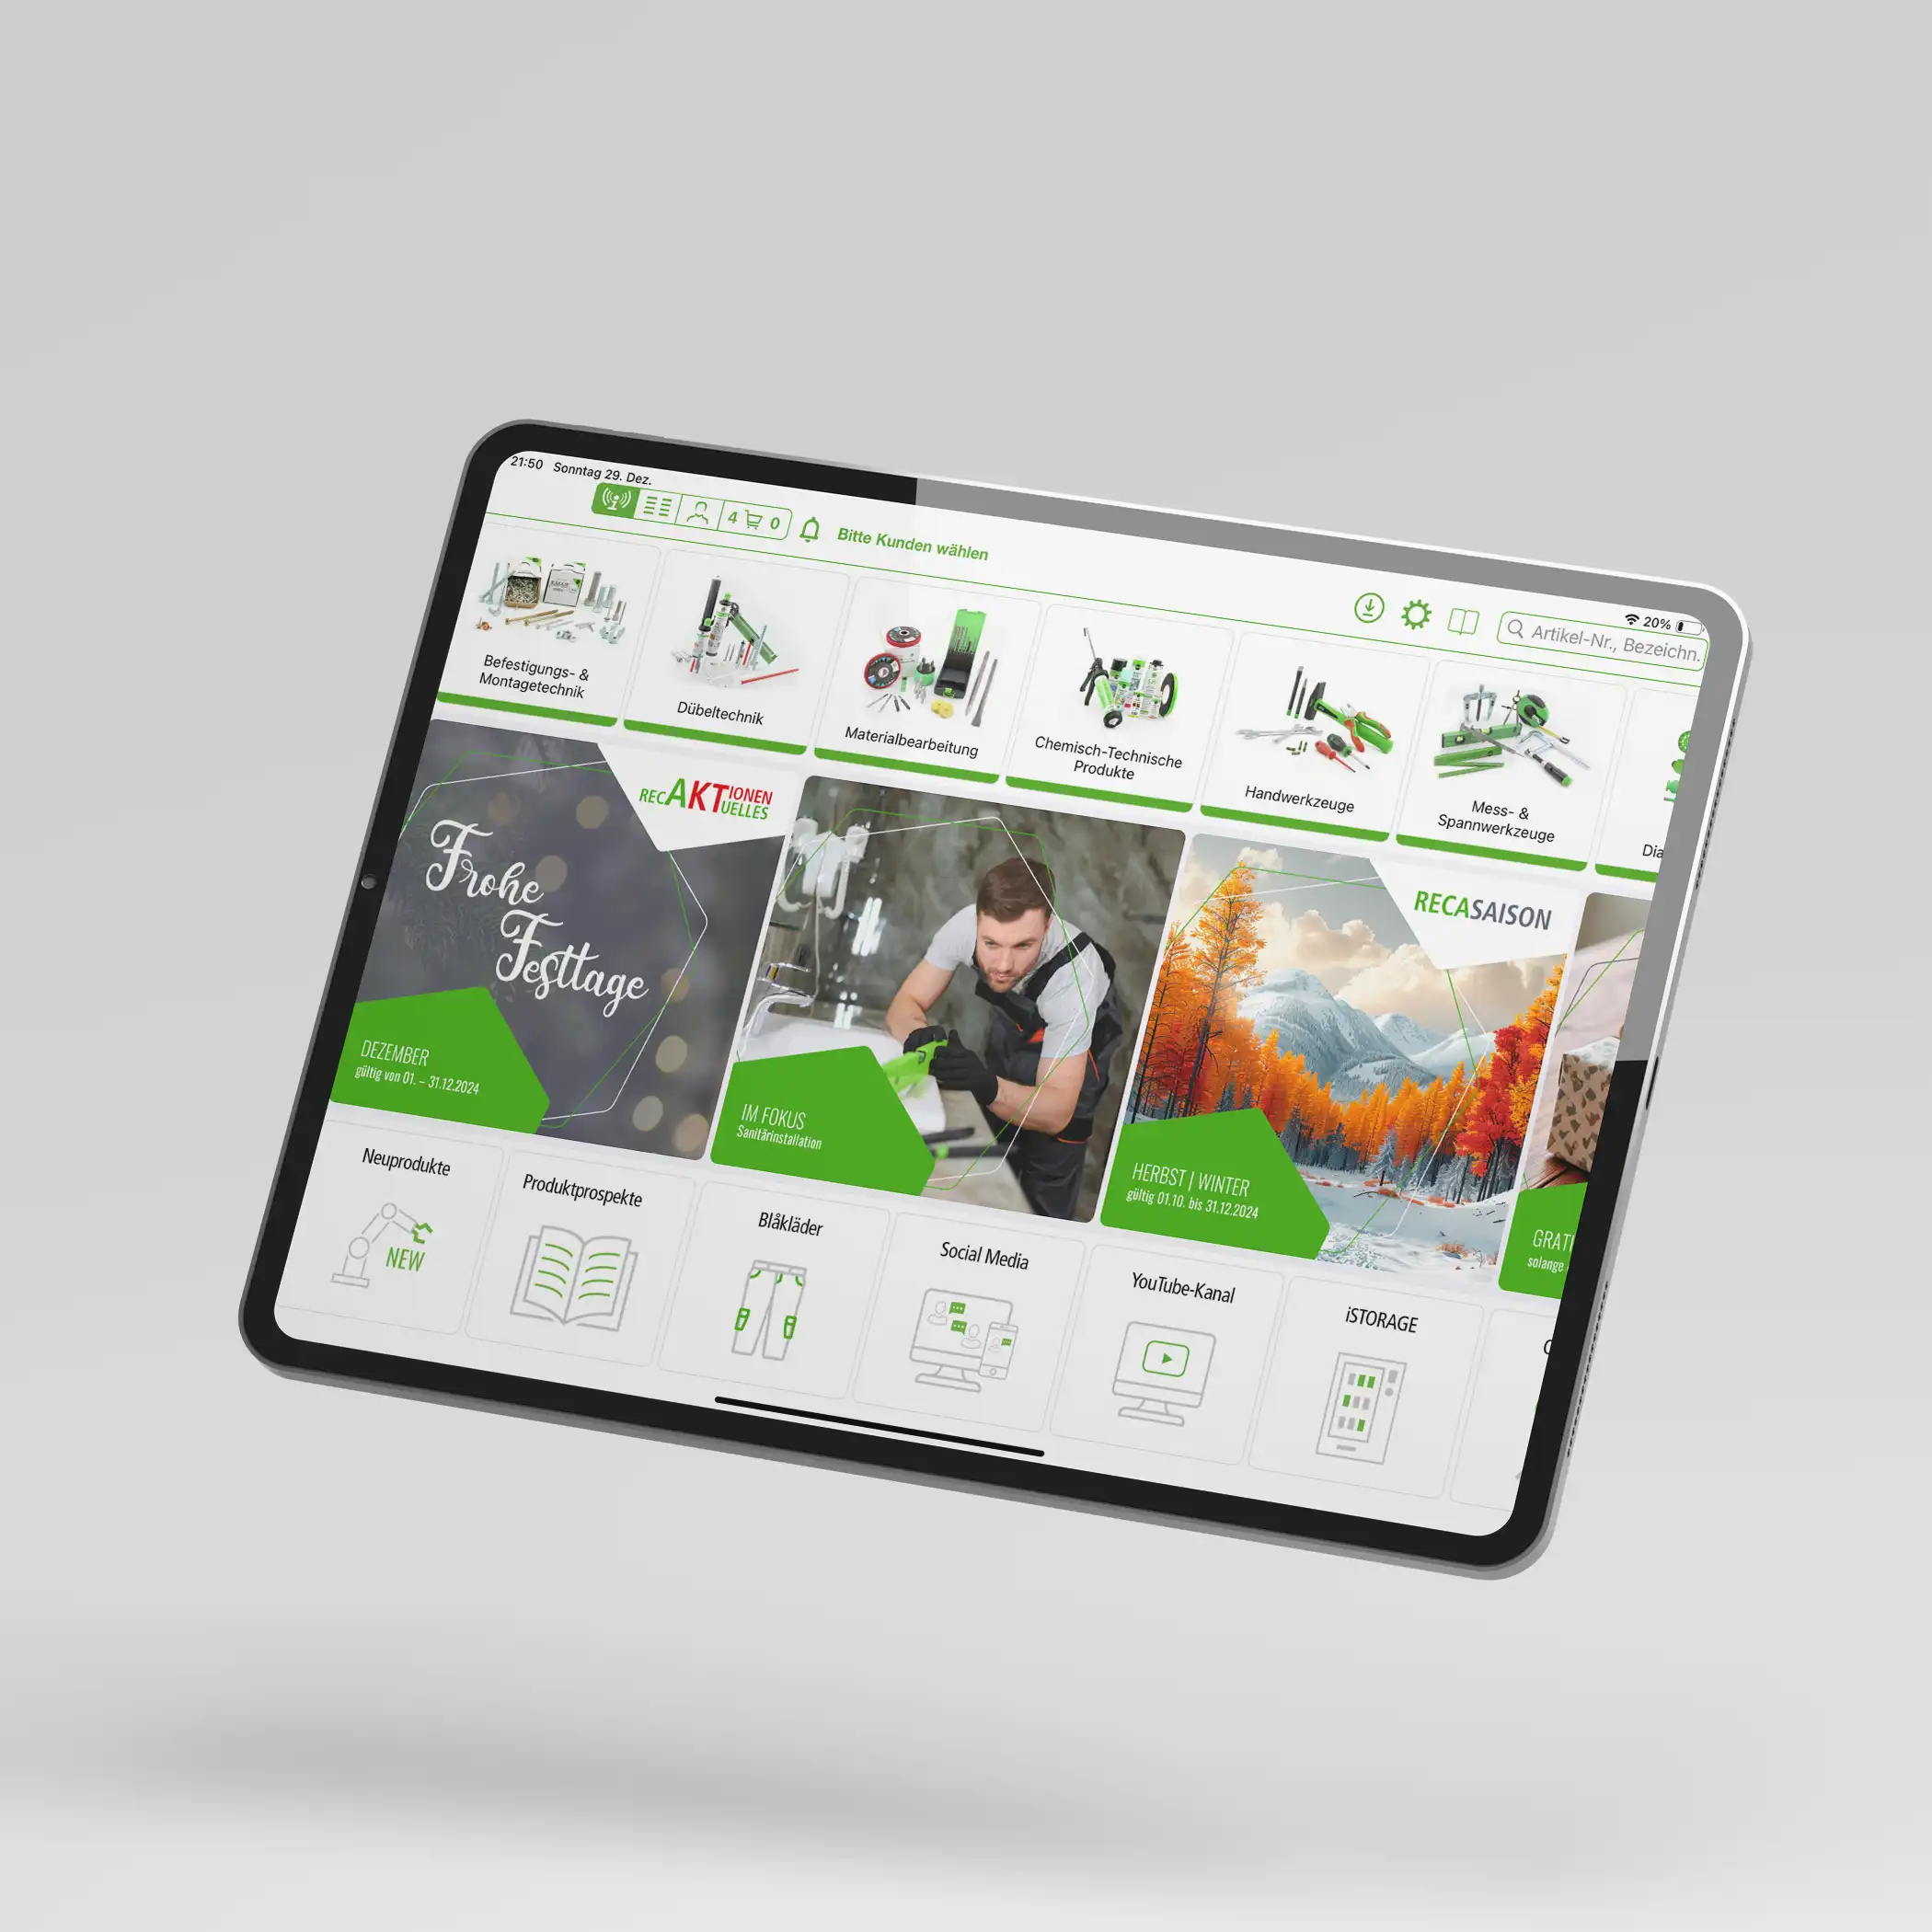 21:50 Sonntag 29. Dez.
20%
4 0
Bitte Kunden wählen
Artikel-Nr., Bezeichn.
Befestigungs- &
Montagetechnik
Dübeltechnik
Materialbearbeitung
Chemisch-Technische
Produkte
Handwerkzeuge
Mess- &
Spannwerkzeuge
Dia
RECAKTIONEN
UELLES
Frohe
Festtage
DEZEMBER
gültig von 01. – 31.12.2024
IM FOKUS
Sanitärinstallation
RECASAISON
HERBST | WINTER
gültig 01.10. bis 31.12.2024
GRAT
solange
Neuprodukte
NEW
Produktprospekte
Blåkläder
Social Media
YouTube-Kanal
iSTORAGE